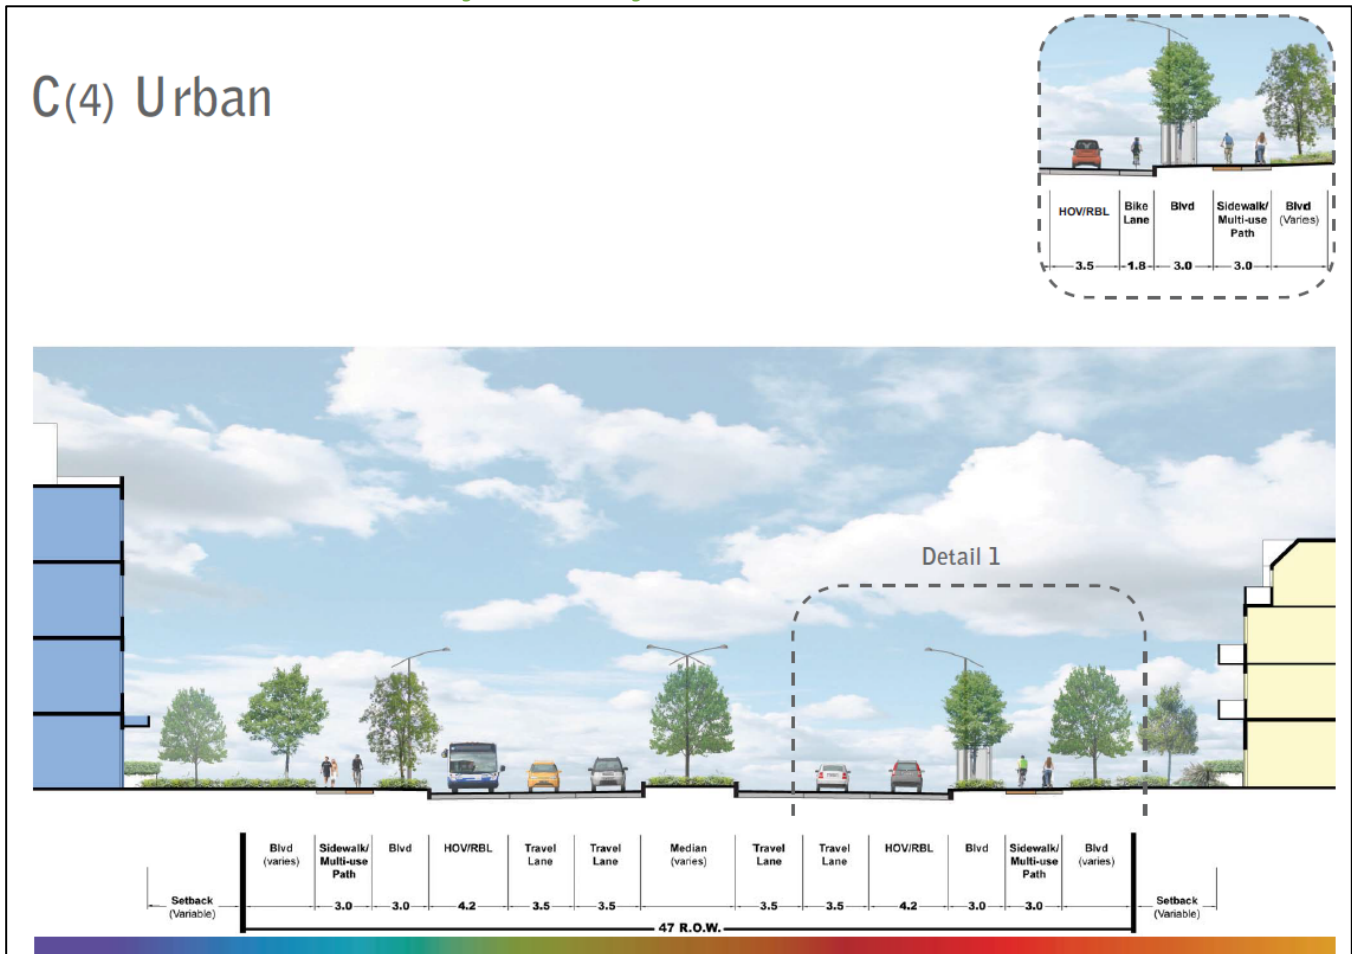 C(4) Urban
HOV/RBL
Bike
Lane
Blvd
Sidewalk/
Multi-use
Path
Blvd
(Varies)
3.5
1.8
3.0
3.0
Detail 1
Blvd
(varies)
Sidewalk/
Multi-use
Path
Blvd
HOV/RBL
Travel
Lane
Travel
Lane
Median
(varies)
Travel
Lane
Travel
Lane
HOV/RBL
Blvd
Sidewalk/
Multi-use
Path
Blvd
(varies)
Setback
(Variable)
3.0
3.0
4.2
3.5
3.5
3.5
3.5
4.2
3.0
3.0
Setback
(Variable)
47 R.O.W.